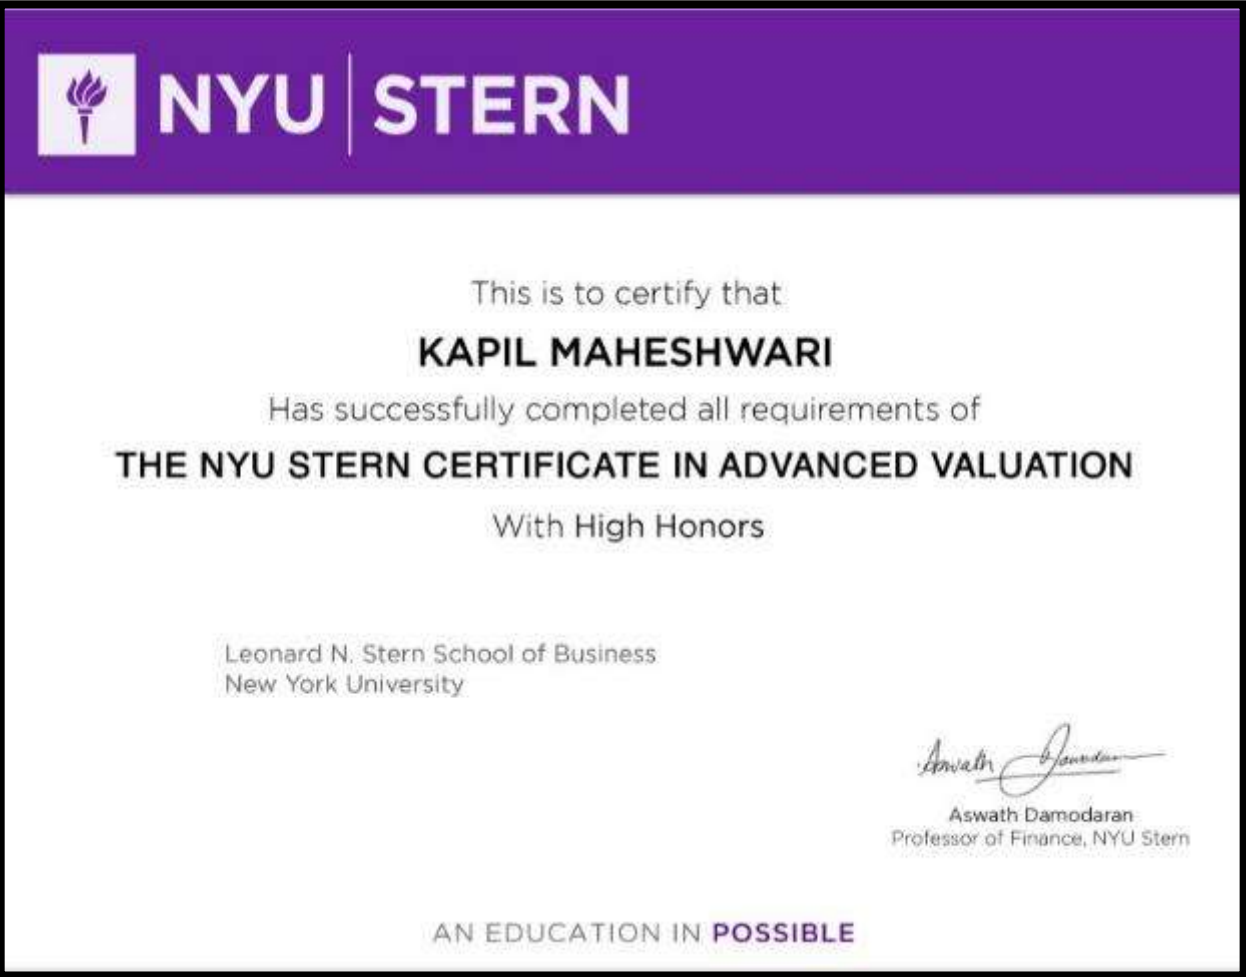 NYU STERN
This is to certify that
KAPIL MAHESHWARI
Has successfully completed all requirements of
THE NYU STERN CERTIFICATE IN ADVANCED VALUATION
With High Honors
Leonard N. Stern School of Business
New York University
Aswath Damodaran
Aswath Damodaran
Professor of Finance, NYU Stern
AN EDUCATION IN POSSIBLE